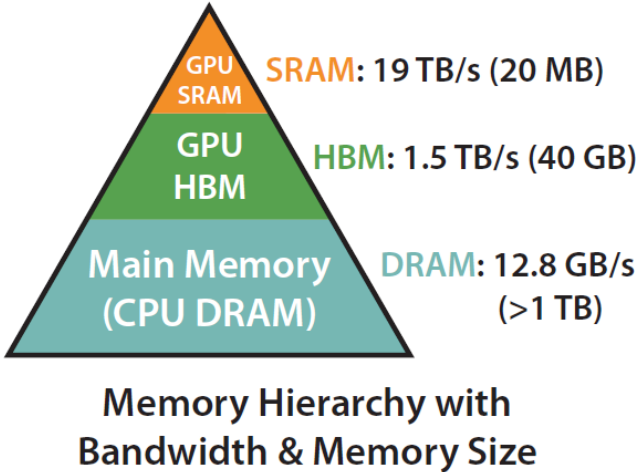 GPU
SRAM
SRAM: 19 TB/s (20 MB)
GPU
HBM
HBM: 1.5 TB/s (40 GB)
Main Memory
(CPU DRAM)
DRAM: 12.8 GB/s
(>1 TB)
Memory Hierarchy with
Bandwidth & Memory Size